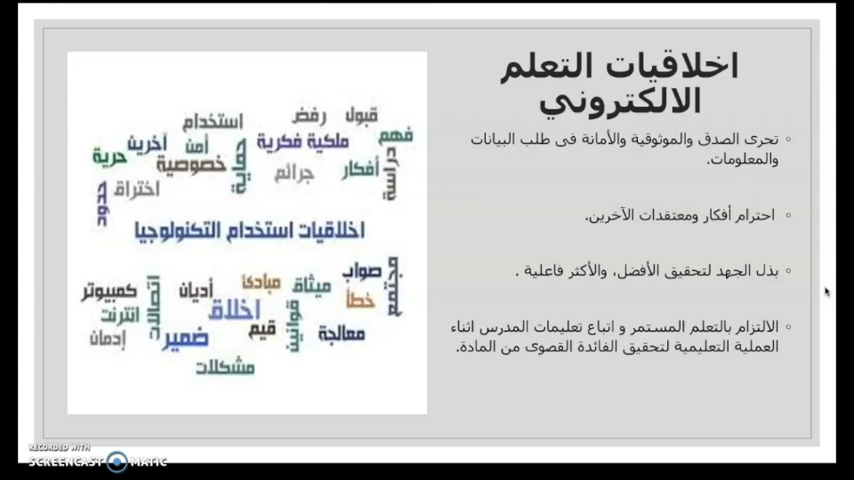 اخلاقيات التعلم
الالكتروني
◦ تحرى الصدق والموثوقية والأمانة فى طلب البيانات
والمعلومات.
◦ احترام أفكار ومعتقدات الآخرين.
◦ بذل الجهد لتحقيق الأفضل، والأكثر فاعلية .
◦ الالتزام بالتعلم المستمر و اتباع تعليمات المدرس اثناء
العملية التعليمية لتحقيق الفائدة القصوى من المادة.
قبول رفض استخدام
فهم ملكية فكرية أمن آخرين
حماية خصوصية حرية
دراسة أفكار جرائم اختراق حدود
اخلاقيات استخدام التكنولوجيا
مجتمع صواب ميثاق مبادئ أديان اتصالات كمبيوتر
خطأ قوانين اخلاق انترنت
معالجة قيم ضمير إدمان
مشكلات
RECORDED WITH
SCREENCAST MATIC